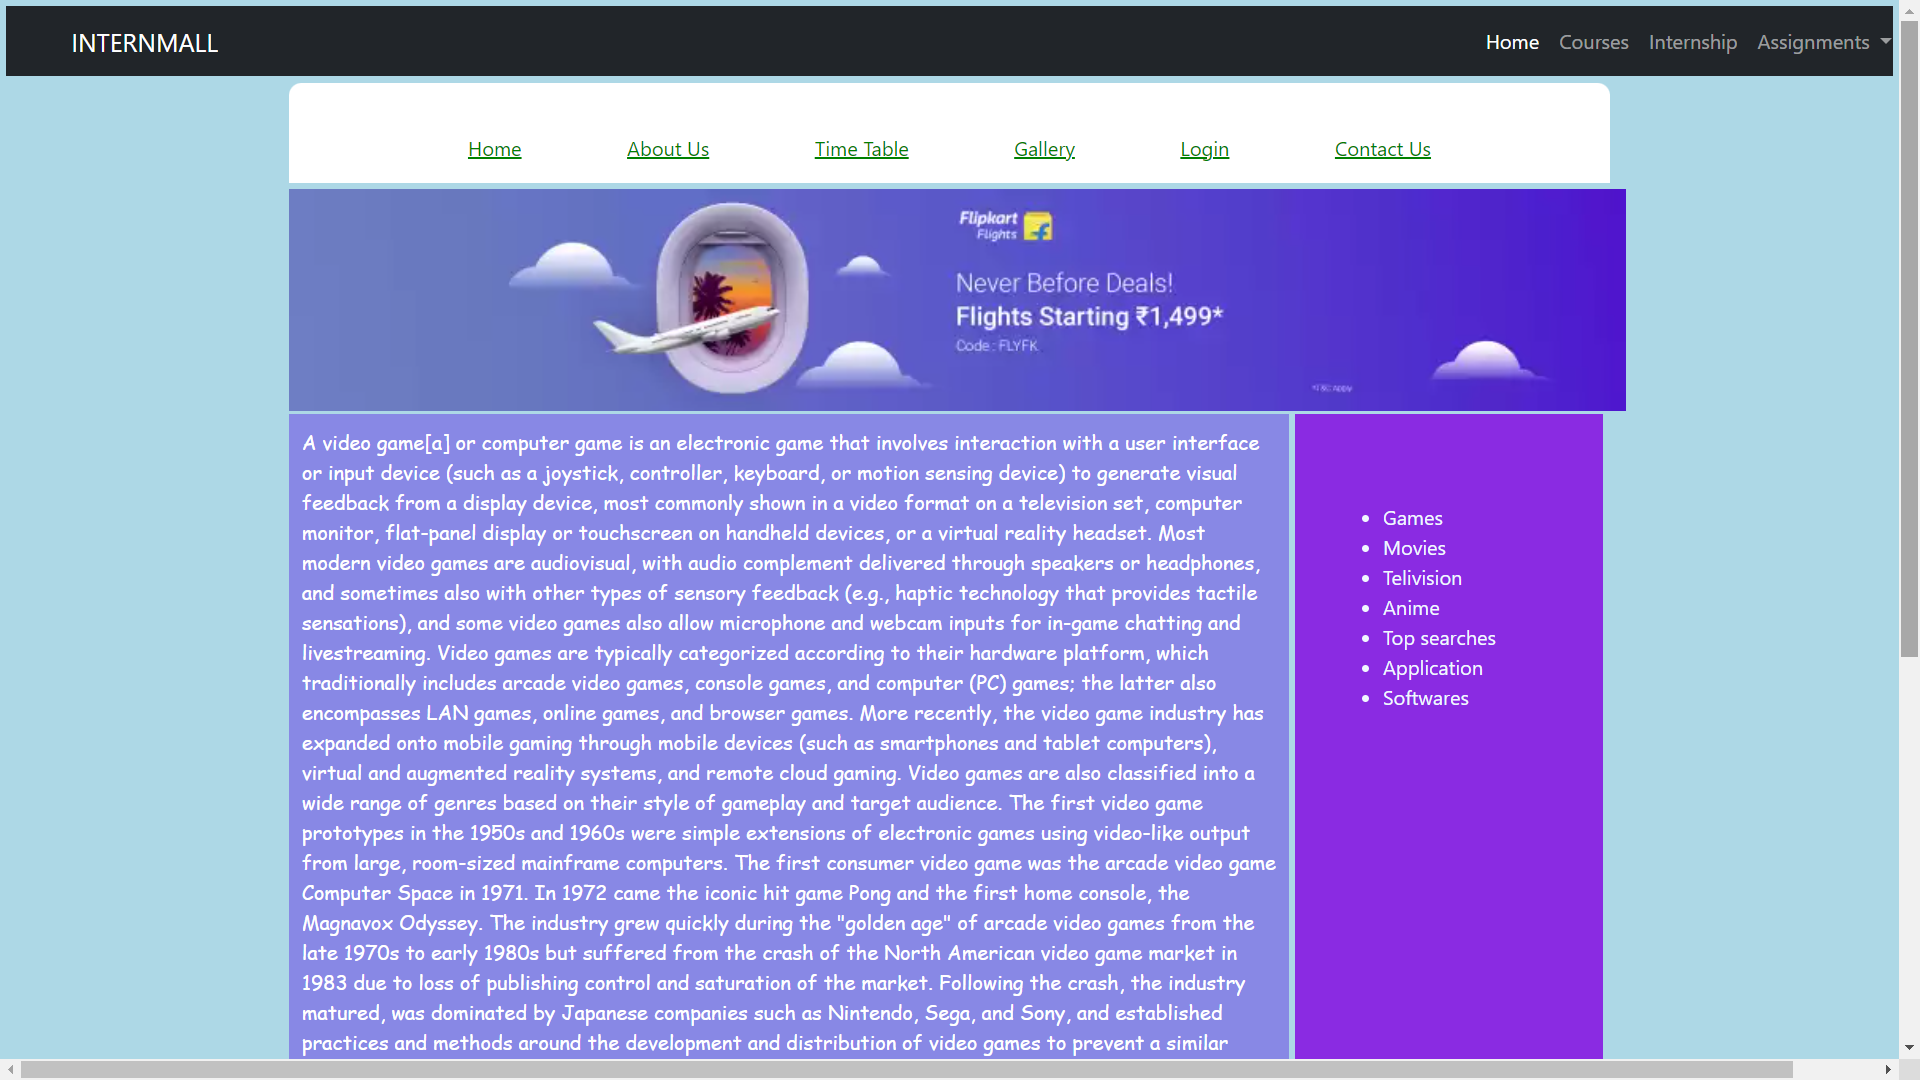 INTERNMALL
Home Courses Internship Assignments
Home About Us Time Table Gallery Login Contact Us
Flipkart
Flights
Never Before Deals!
Flights Starting ₹1,499*
Code : FLYFK
A video game[a] or computer game is an electronic game that involves interaction with a user interface
or input device (such as a joystick, controller, keyboard, or motion sensing device) to generate visual
feedback from a display device, most commonly shown in a video format on a television set, computer
monitor, flat-panel display or touchscreen on handheld devices, or a virtual reality headset. Most
modern video games are audiovisual, with audio complement delivered through speakers or headphones,
and sometimes also with other types of sensory feedback (e.g., haptic technology that provides tactile
sensations), and some video games also allow microphone and webcam inputs for in-game chatting and
livestreaming. Video games are typically categorized according to their hardware platform, which
traditionally includes arcade video games, console games, and computer (PC) games; the latter also
encompasses LAN games, online games, and browser games. More recently, the video game industry has
expanded onto mobile gaming through mobile devices (such as smartphones and tablet computers),
virtual and augmented reality systems, and remote cloud gaming. Video games are also classified into a
wide range of genres based on their style of gameplay and target audience. The first video game
prototypes in the 1950s and 1960s were simple extensions of electronic games using video-like output
from large, room-sized mainframe computers. The first consumer video game was the arcade video game
Computer Space in 1971. In 1972 came the iconic hit game Pong and the first home console, the
Magnavox Odyssey. The industry grew quickly during the "golden age" of arcade video games from the
late 1970s to early 1980s but suffered from the crash of the North American video game market in
1983 due to loss of publishing control and saturation of the market. Following the crash, the industry
matured, was dominated by Japanese companies such as Nintendo, Sega, and Sony, and established
practices and methods around the development and distribution of video games to prevent a similar
Games
Movies
Telivision
Anime
Top searches
Application
Softwares